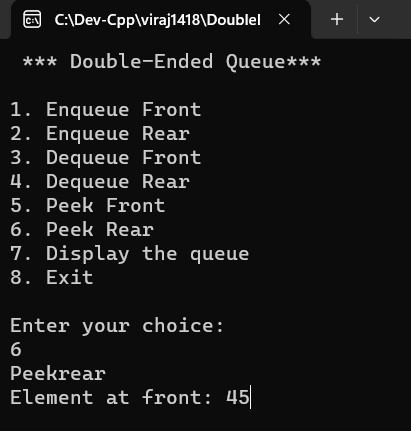 C:\Dev-Cpp\viraj1418\Doublel
*** Double-Ended Queue***
1. Enqueue Front
2. Enqueue Rear
3. Dequeue Front
4. Dequeue Rear
5. Peek Front
6. Peek Rear
7. Display the queue
8. Exit
Enter your choice:
6
Peekrear
Element at front: 45